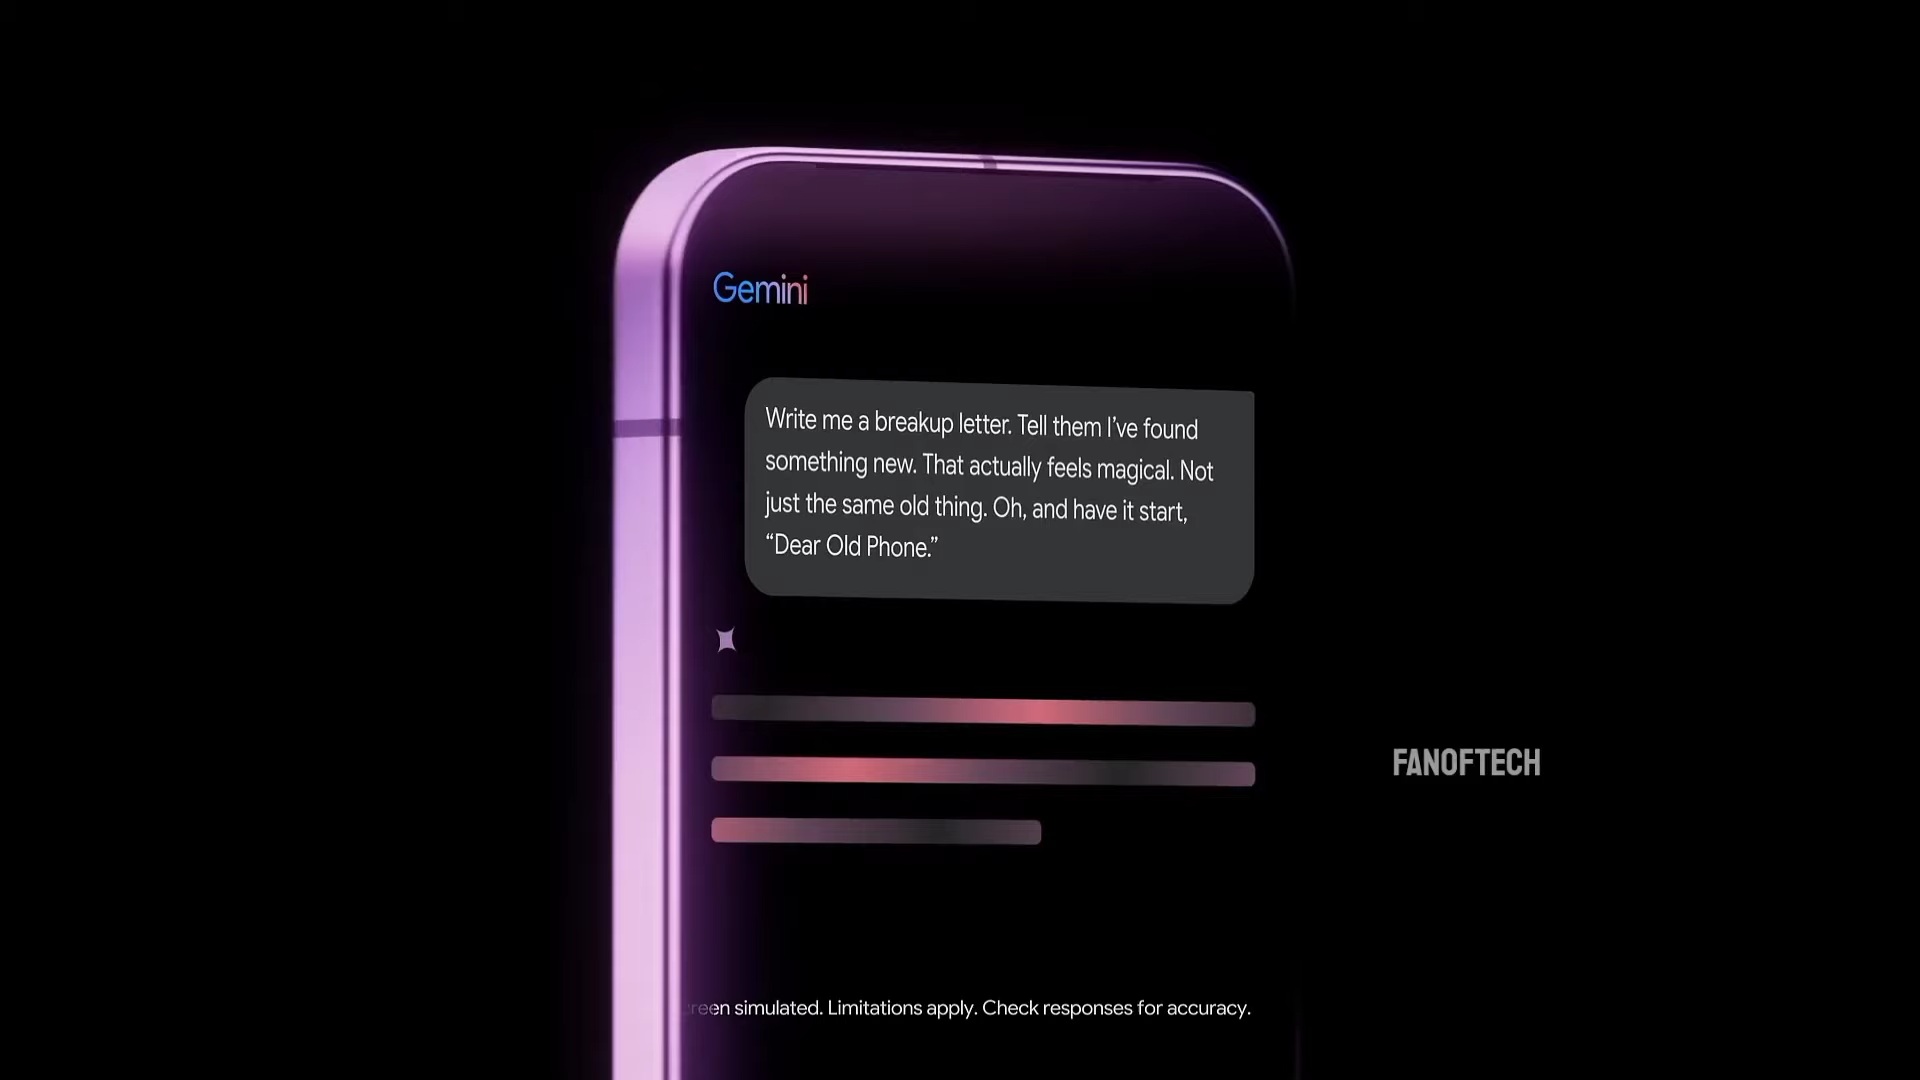 Gemini
Write me a breakup letter. Tell them I’ve found
something new. That actually feels magical. Not
just the same old thing. Oh, and have it start,
“Dear Old Phone.”
FANOFTECH
simulated. Limitations apply. Check responses for accuracy.